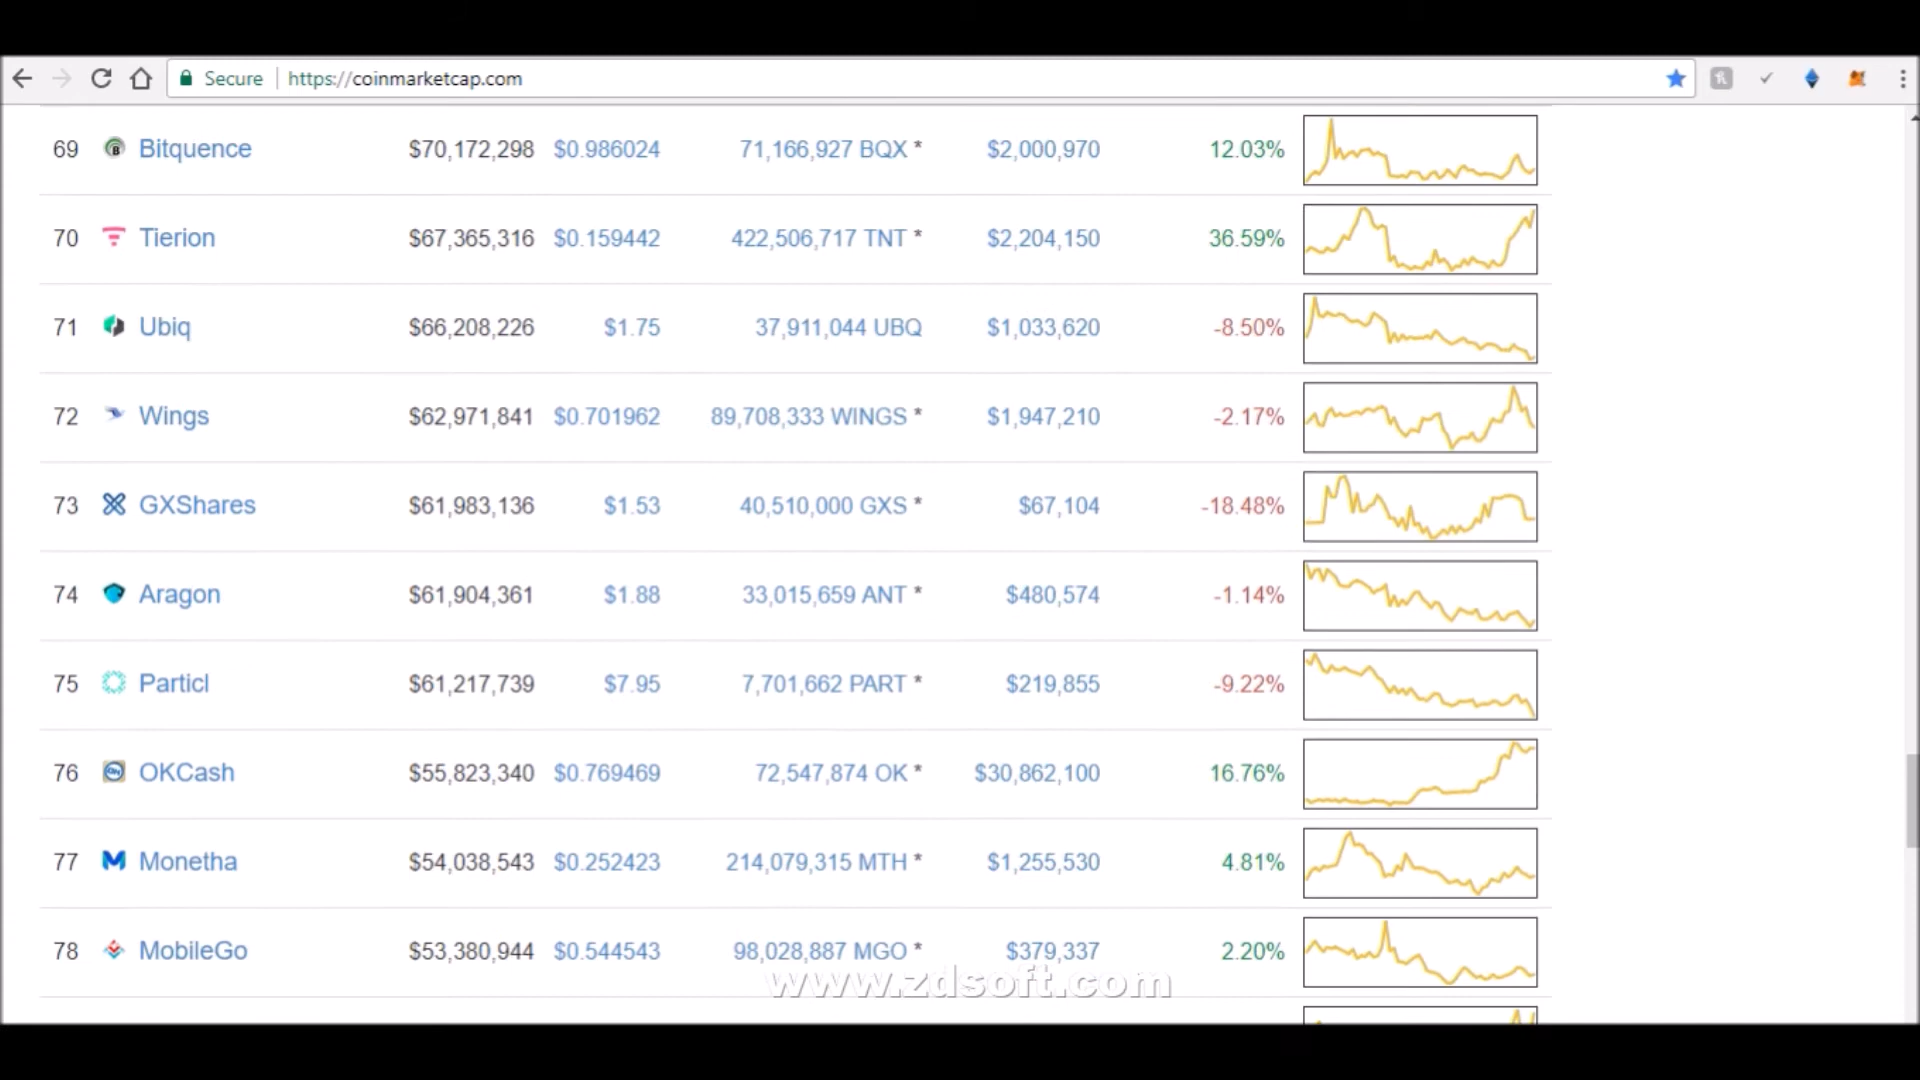 Secure https://coinmarketcap.com
69 Bitquence $70,172,298 $0.986024 71,166,927 BQX * $2,000,970 12.03%
70 Tierion $67,365,316 $0.159442 422,506,717 TNT * $2,204,150 36.59%
71 Ubiq $66,208,226 $1.75 37,911,044 UBQ $1,033,620 -8.50%
72 Wings $62,971,841 $0.701962 89,708,333 WINGS * $1,947,210 -2.17%
73 GXShares $61,983,136 $1.53 40,510,000 GXS * $67,104 -18.48%
74 Aragon $61,904,361 $1.88 33,015,659 ANT * $480,574 -1.14%
75 Particl $61,217,739 $7.95 7,701,662 PART * $219,855 -9.22%
76 OKCash $55,823,340 $0.769469 72,547,874 OK * $30,862,100 16.76%
77 Monetha $54,038,543 $0.252423 214,079,315 MTH * $1,255,530 4.81%
78 MobileGo $53,380,944 $0.544543 98,028,887 MGO * $379,337 2.20%
www.zdsoft.com